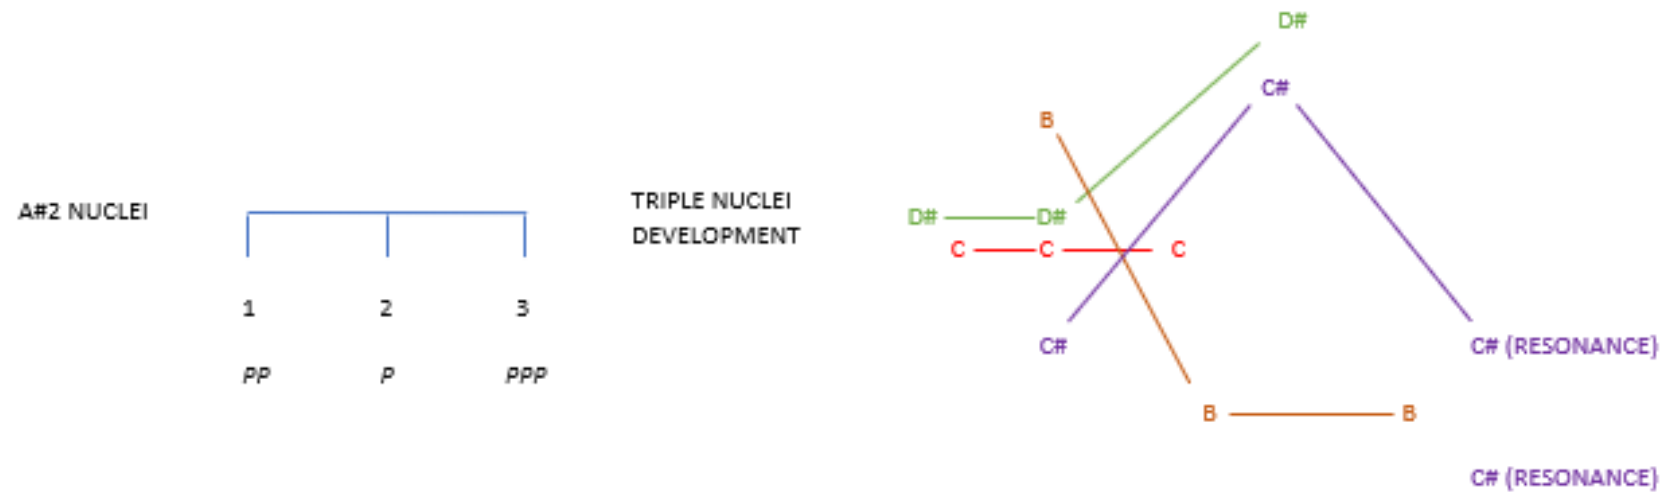 A#2 NUCLEI
1 2 3
PP P PPP
TRIPLE NUCLEI
DEVELOPMENT
D#
C#
B
D# D#
C C C
C# C# (RESONANCE)
B B
C# (RESONANCE)